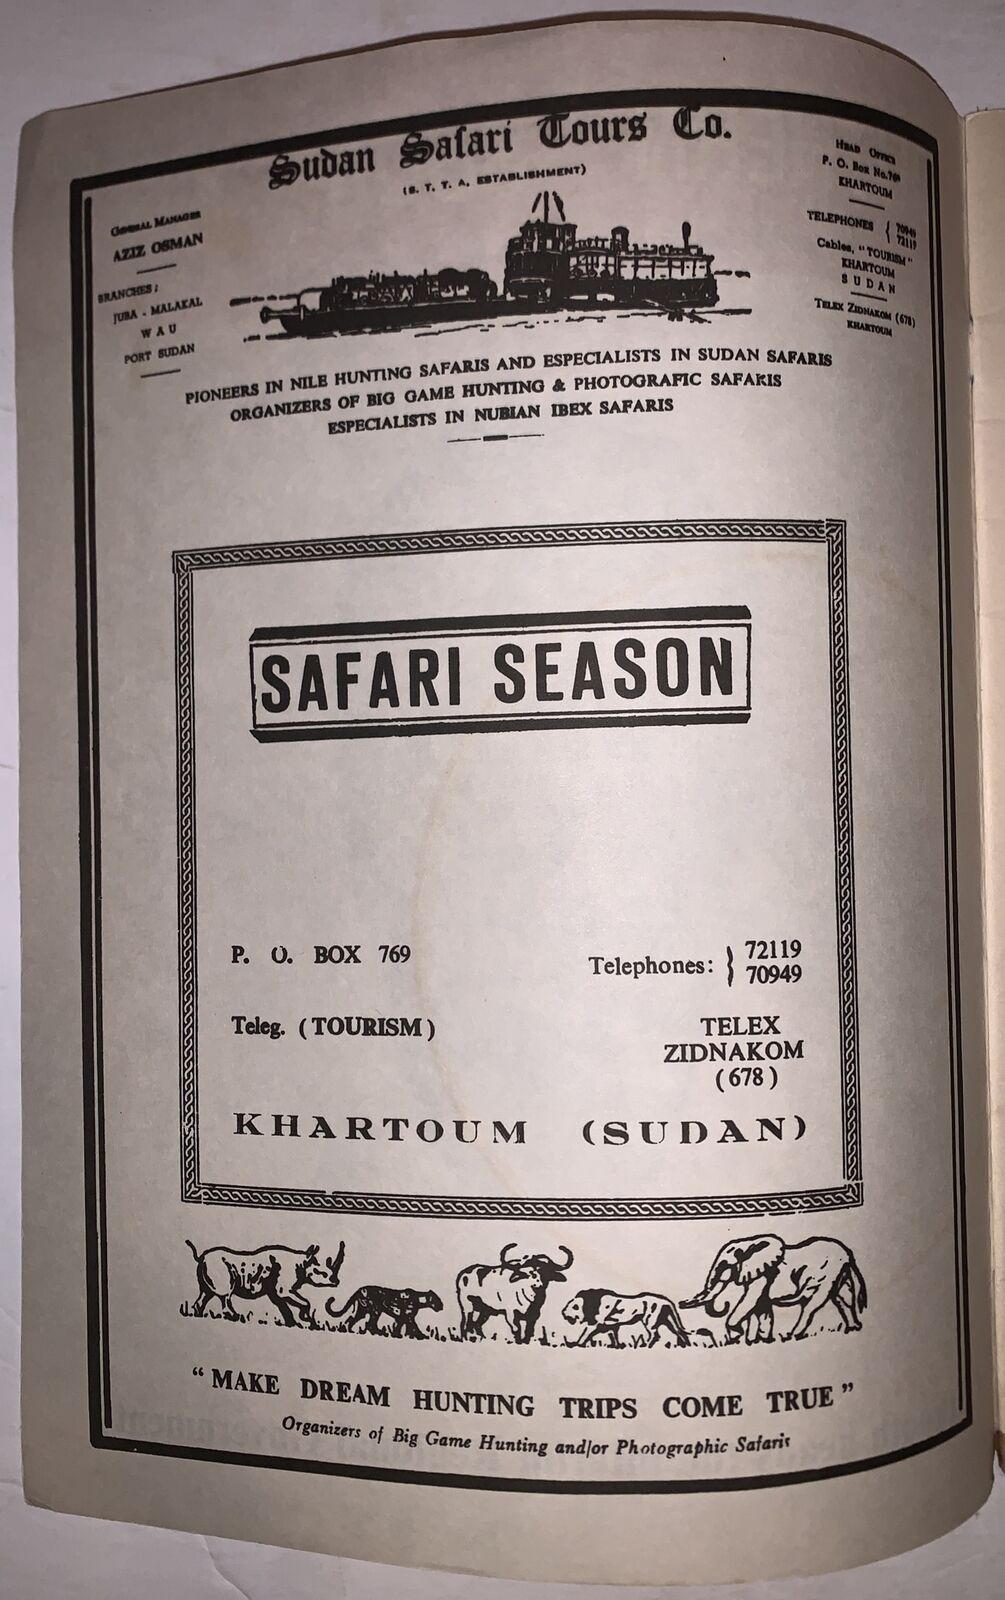 Sudan Safari Tours Co.
(S. T. T. A. ESTABLISHMENT)
GENERAL MANAGER
AZIZ OSMAN
BRANCHES :
JUBA - MALAKAL
WAU
PORT SUDAN
HEAD OFFICE
P. O. Box No. 769
KHARTOUM
TELEPHONES { 70949
72119
Cables, "TOURISM"
KHARTOUM
SUDAN
TELEX ZIDNAKOM (678)
KHARTOUM
PIONEERS IN NILE HUNTING SAFARIS AND ESPECIALISTS IN SUDAN SAFARIS
ORGANIZERS OF BIG GAME HUNTING & PHOTOGRAFIC SAFARIS
ESPECIALISTS IN NUBIAN IBEX SAFARIS
SAFARI SEASON
P. O. BOX 769
Telephones: } 72119
70949
Teleg. (TOURISM)
TELEX
ZIDNAKOM
(678)
KHARTOUM (SUDAN)
"MAKE DREAM HUNTING TRIPS COME TRUE"
Organizers of Big Game Hunting and/or Photographic Safaris